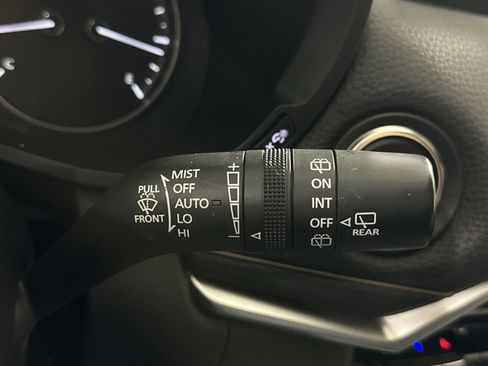 MIST
PULL OFF
AUTO
FRONT LO
HI
ON
INT
OFF
REAR